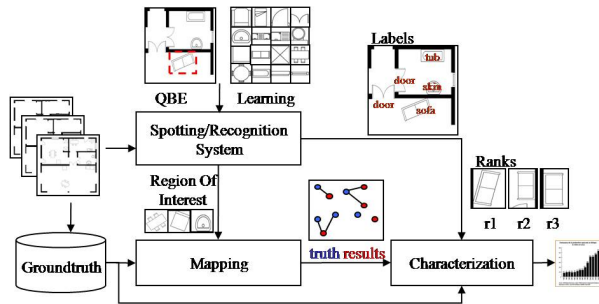 Labels
tub
door
skm
door
sofa
QBE
Learning
Spotting/Recognition
System
Region Of
Interest
Ranks
r1 r2 r3
Groundtruth
Mapping
truth results
Characterization